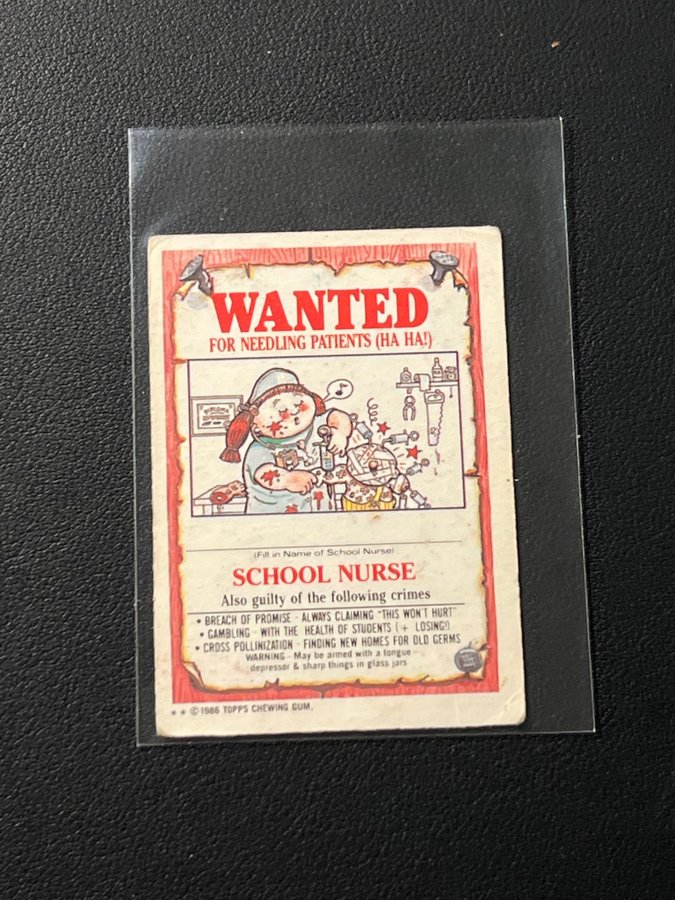 WANTED
FOR NEEDLING PATIENTS (HA HA!)
DIPLOMA
(Fill in Name of School Nurse)
SCHOOL NURSE
Also guilty of the following crimes
• BREACH OF PROMISE - ALWAYS CLAIMING "THIS WON'T HURT"
• GAMBLING - WITH THE HEALTH OF STUDENTS (+ LOSING!)
• CROSS POLLINIZATION - FINDING NEW HOMES FOR OLD GERMS
WARNING - May be armed with a tongue
depressor & sharp things in glass jars
* * ©1986 TOPPS CHEWING GUM.